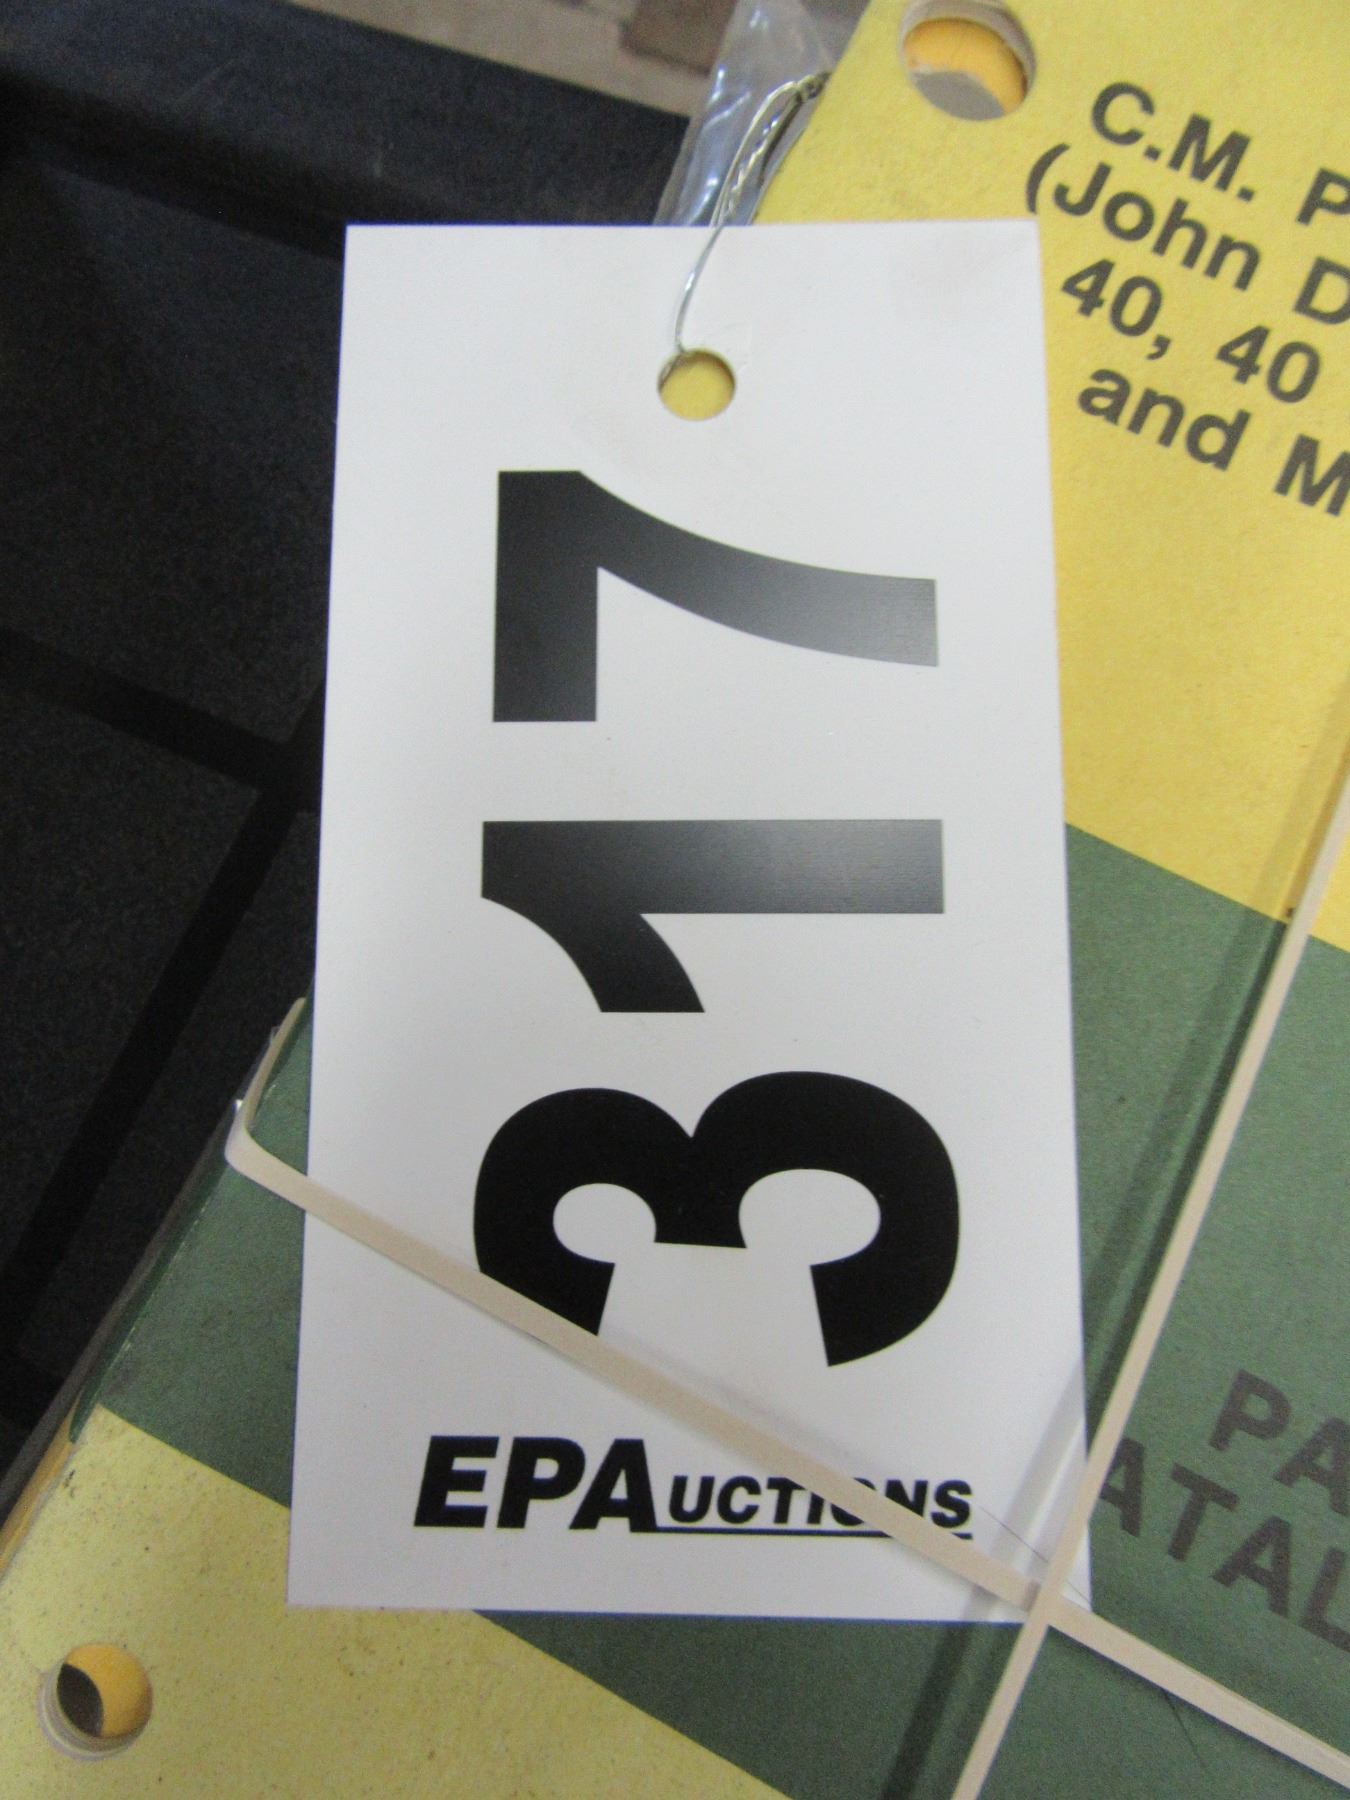 C.M. P
(John D
40, 40
and M
317
EPAUCTIONS
PA
ATAL